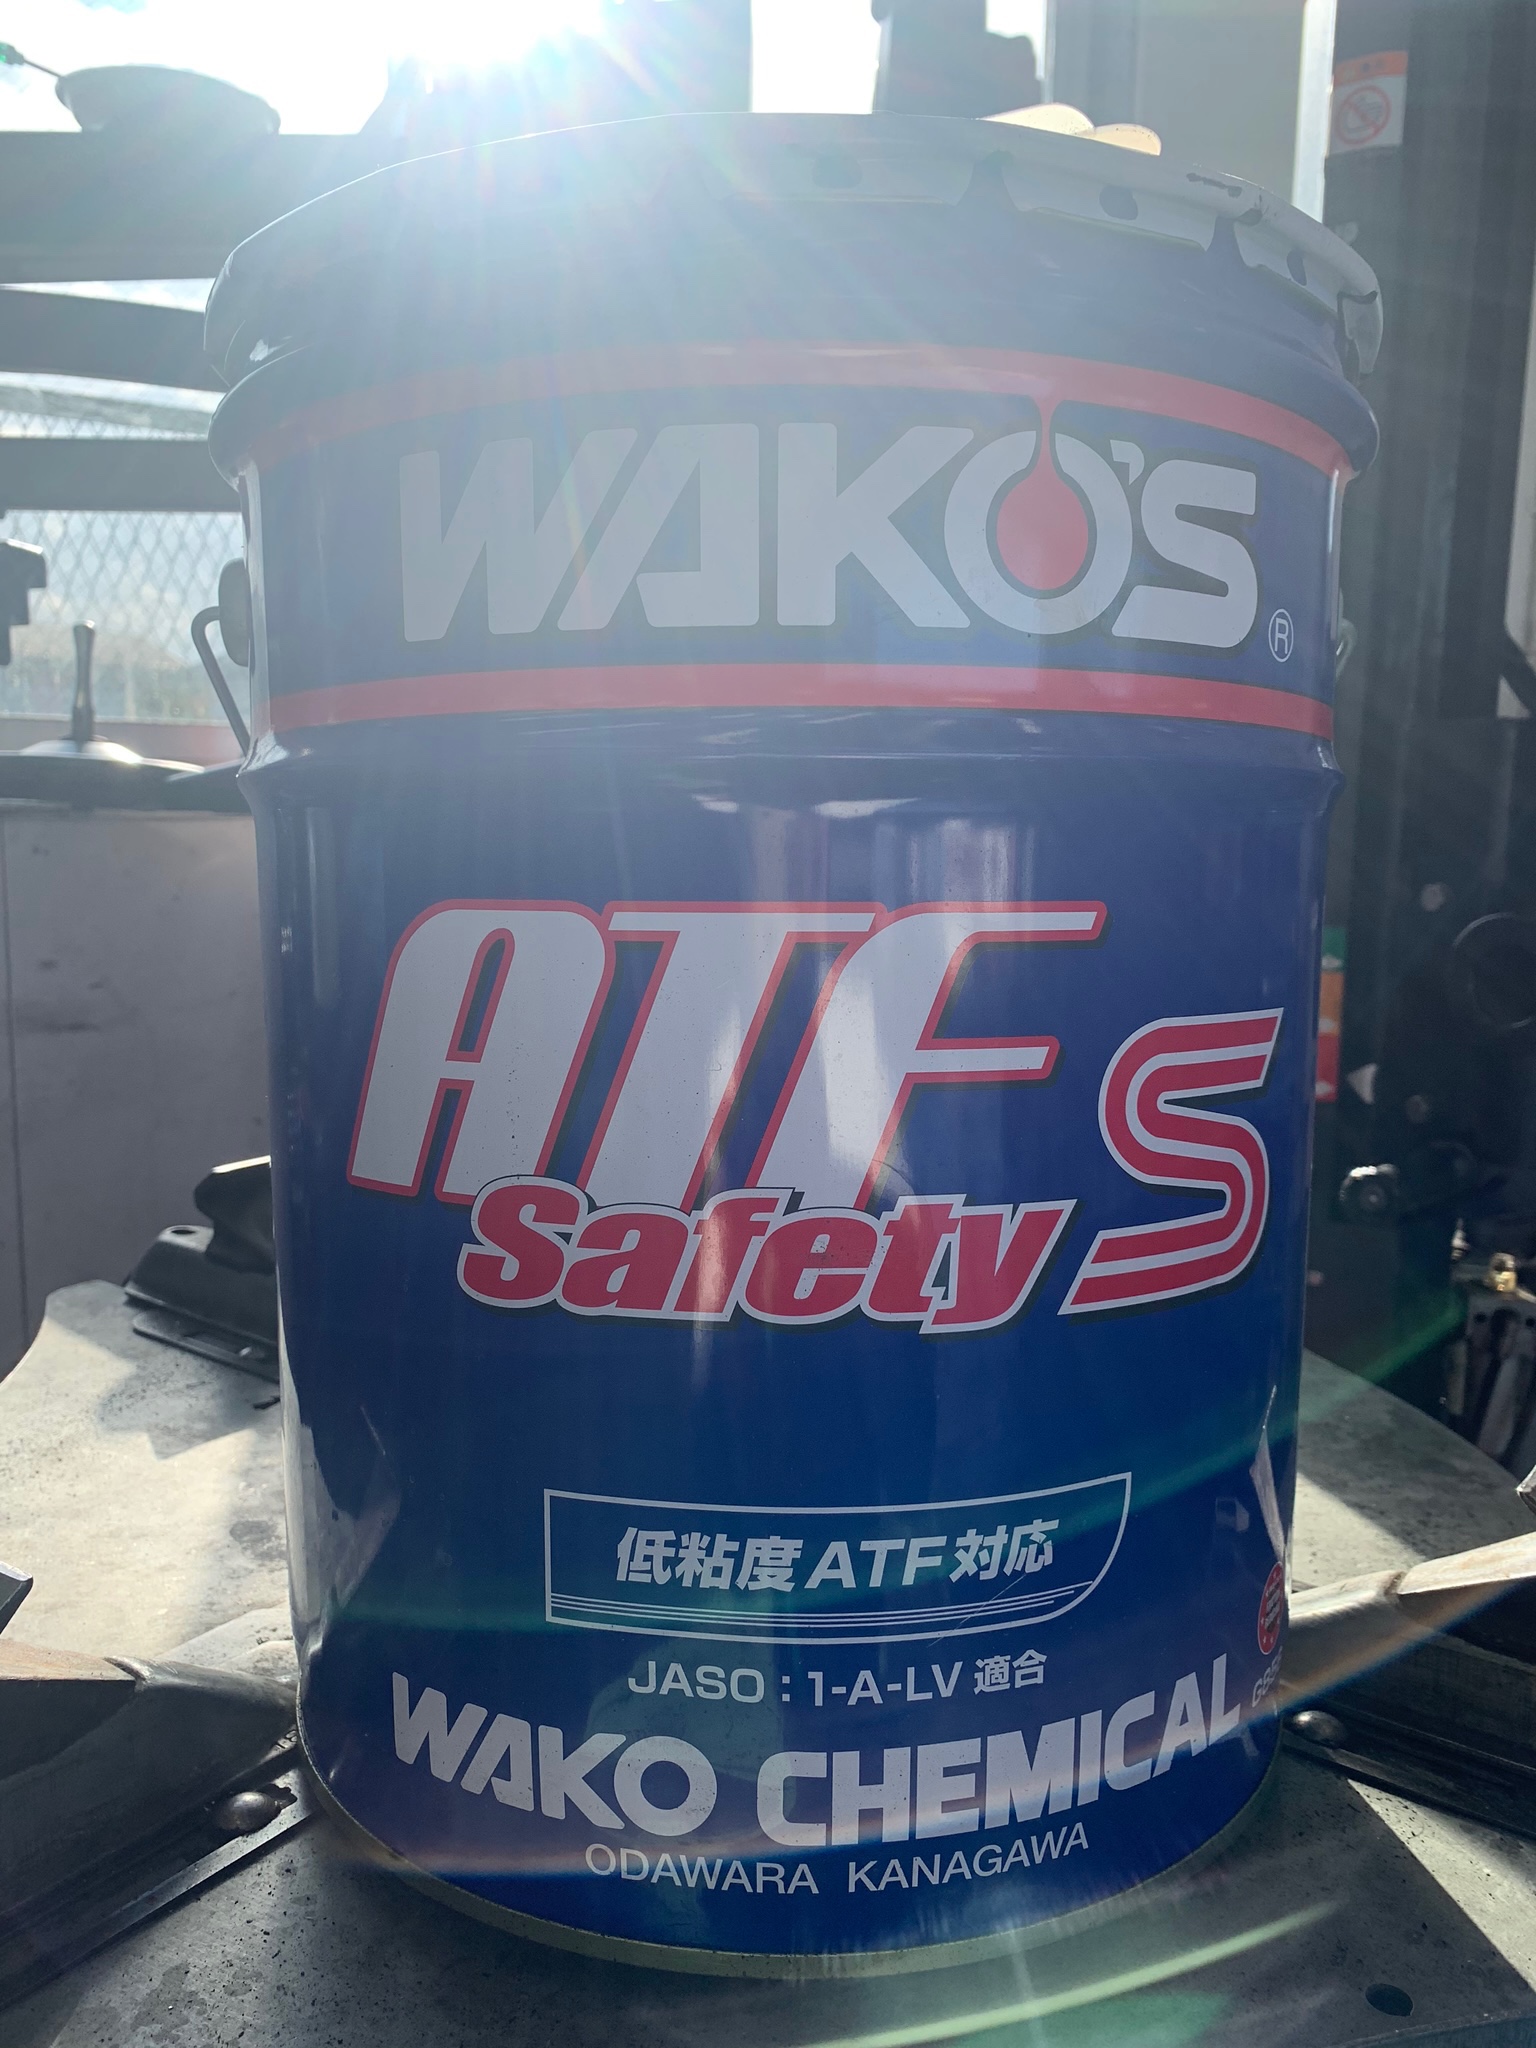 WAKO'S
®
ATF S
Safety
低粘度ATF対応
JASO:1-A-LV 適合
WAKO CHEMICAL
ODAWARA KANAGAWA